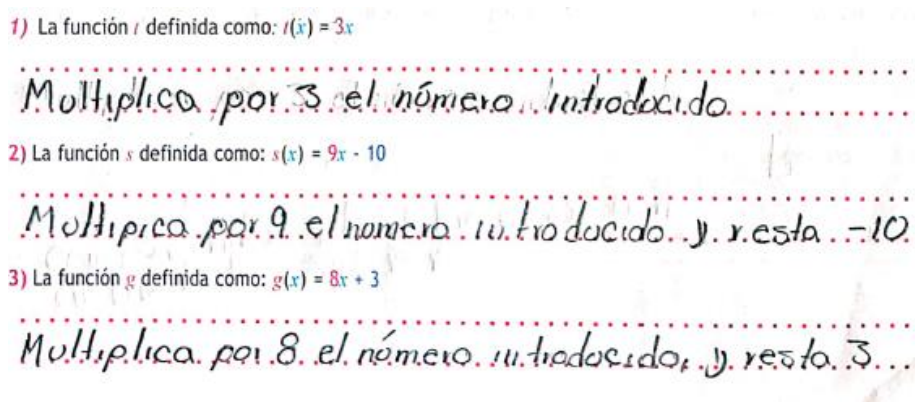 1) La función t definida como: t(x) = 3x
Multiplica por 3 el número introducido
2) La función s definida como: s(x) = 9x - 10
Multipica por 9 el numero introducido y resta -10
3) La función g definida como: g(x) = 8x + 3
Multiplica por 8 el número introducido, y resta 3